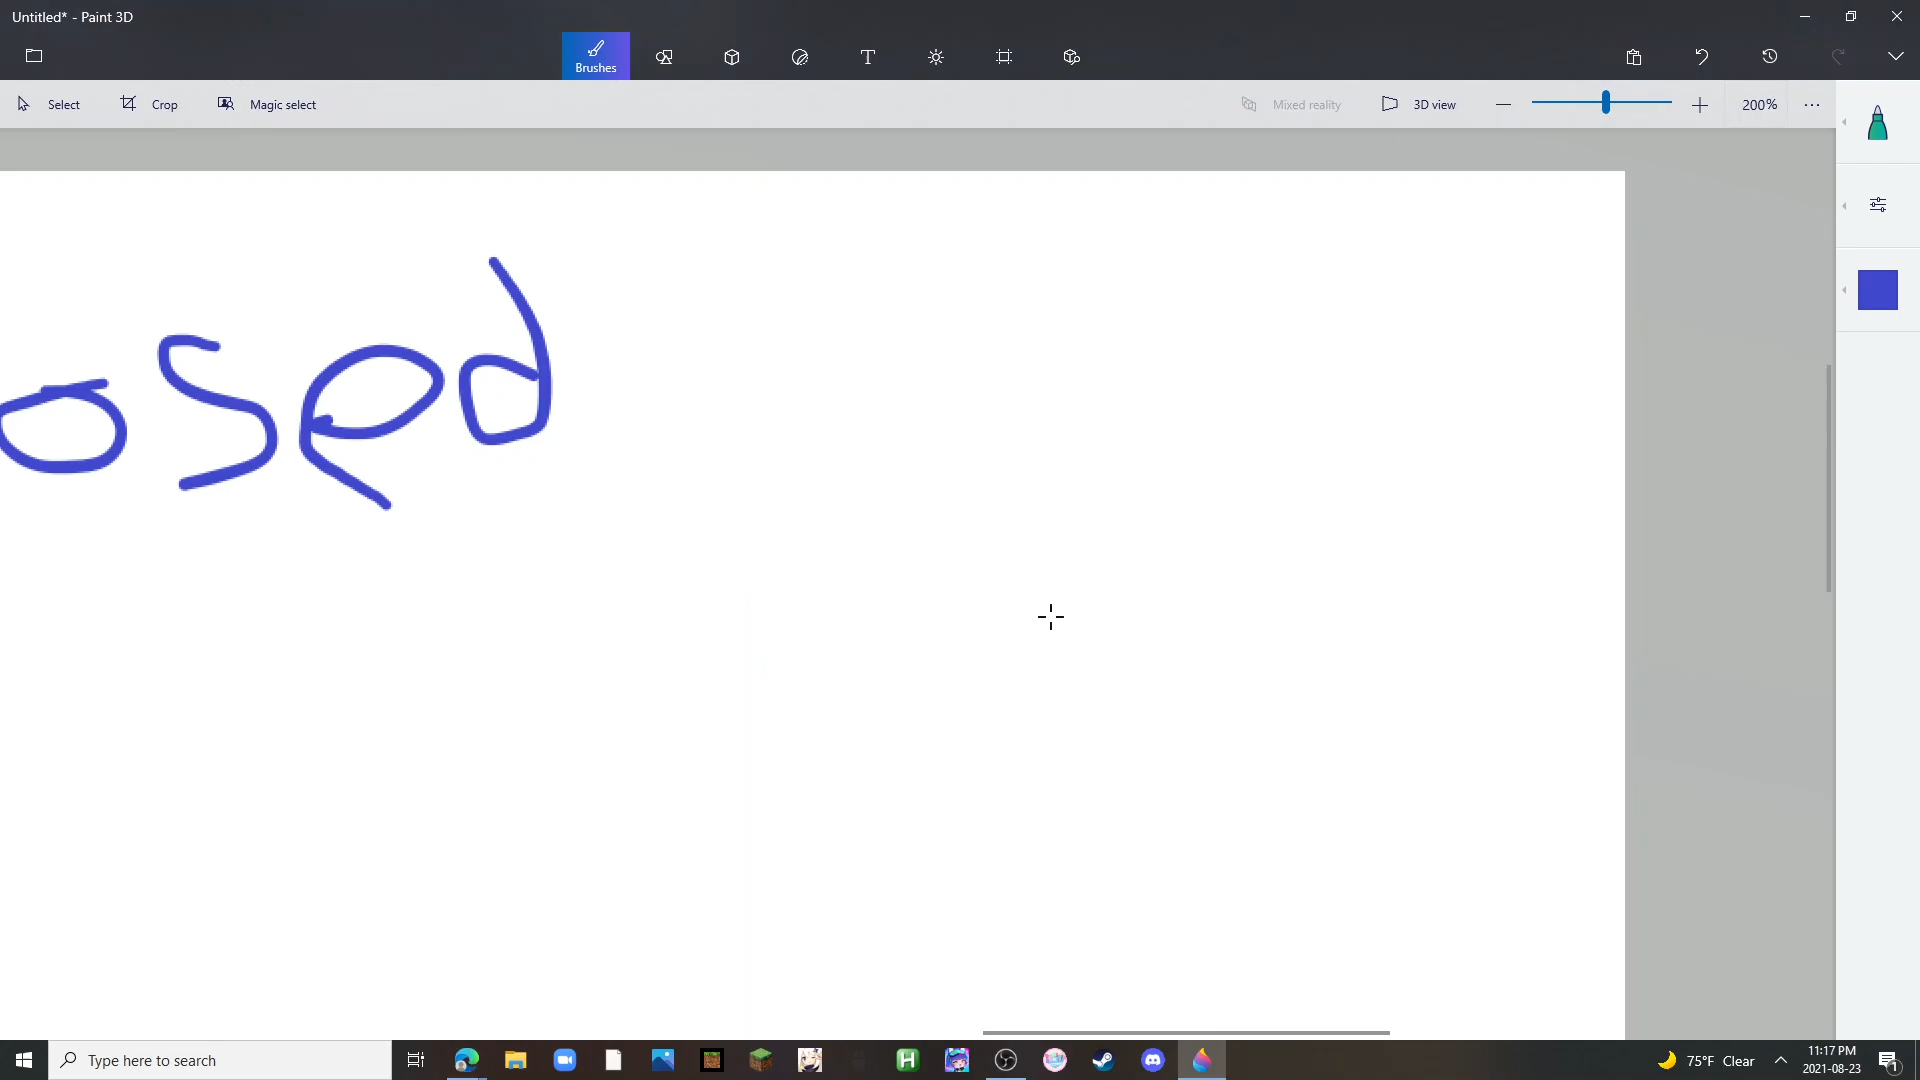 Untitled* - Paint 3D
Brushes
Select Crop Magic select Mixed reality 3D view 200%
osed
Type here to search
75°F Clear
11:17 PM
2021-08-23
1